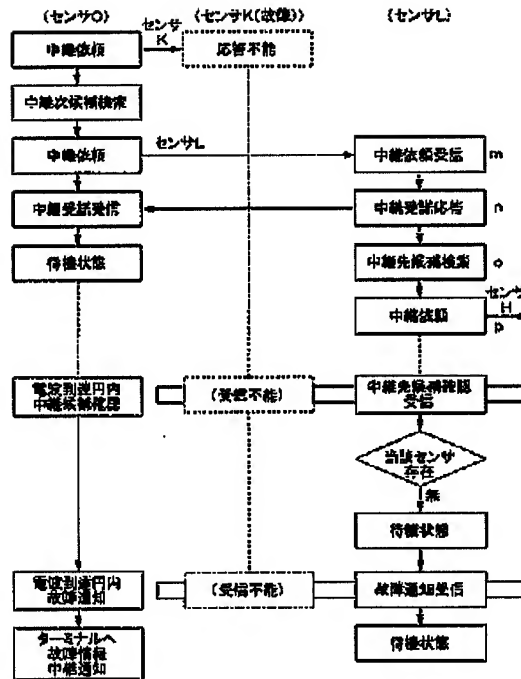 (センサO)
(センサK(故障))
(センサL)
中継依頼
センサ
K
応答不能
中継次候補検索
中継依頼
センサL
中継依頼受信
m
中継受諾受信
中継受諾応答
n
待機状態
中継先候補検索
o
中継依頼
センサ
H
p
電波到達円内
中継候補確認
(受信不能)
中継先候補確認
受信
当該センサ
存在
無
待機状態
電波到達円内
故障通知
(受信不能)
故障通知受信
ターミナルへ
故障情報
中継通知
待機状態